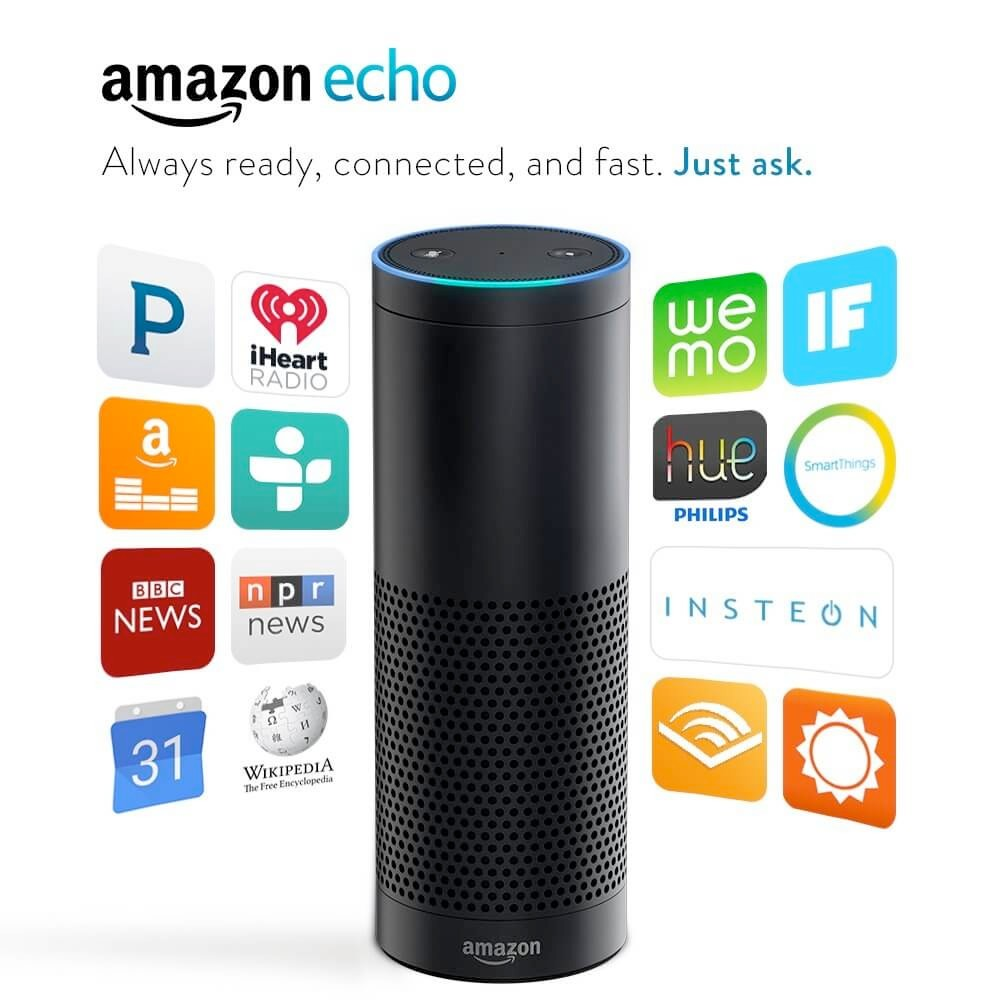 amazon echo
Always ready, connected, and fast. Just ask.
P
iHeart
RADIO
a
BBC
NEWS
npr
news
31
Ω W
И
WIKIPEDIA
The Free Encyclopedia
we
mo
IF
hue
PHILIPS
SmartThings
INSTEON
amazon